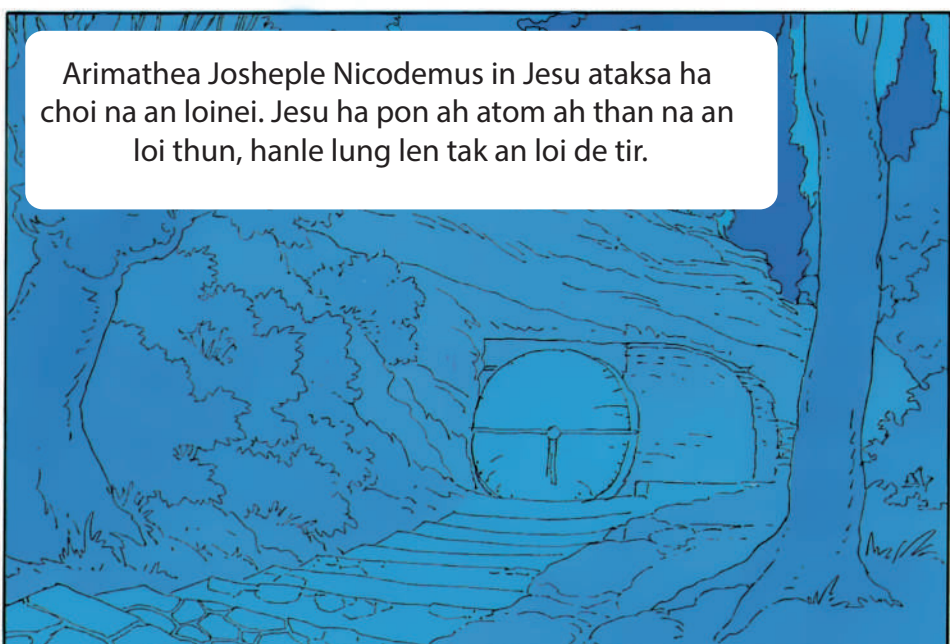 Arimathea Josheple Nicodemus in Jesu ataksa ha
choi na an loinei. Jesu ha pon ah atom ah than na an
loi thun, hanle lung len tak an loi de tir.